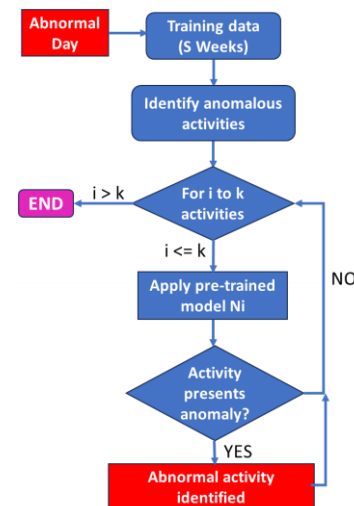 Abnormal
Day
Training data
(S Weeks)
Identify anomalous
activities
For i to k
activities
i > k
END
i <= k
Apply pre-trained
model Ni
NO
Activity
presents
anomaly?
YES
Abnormal activity
identified